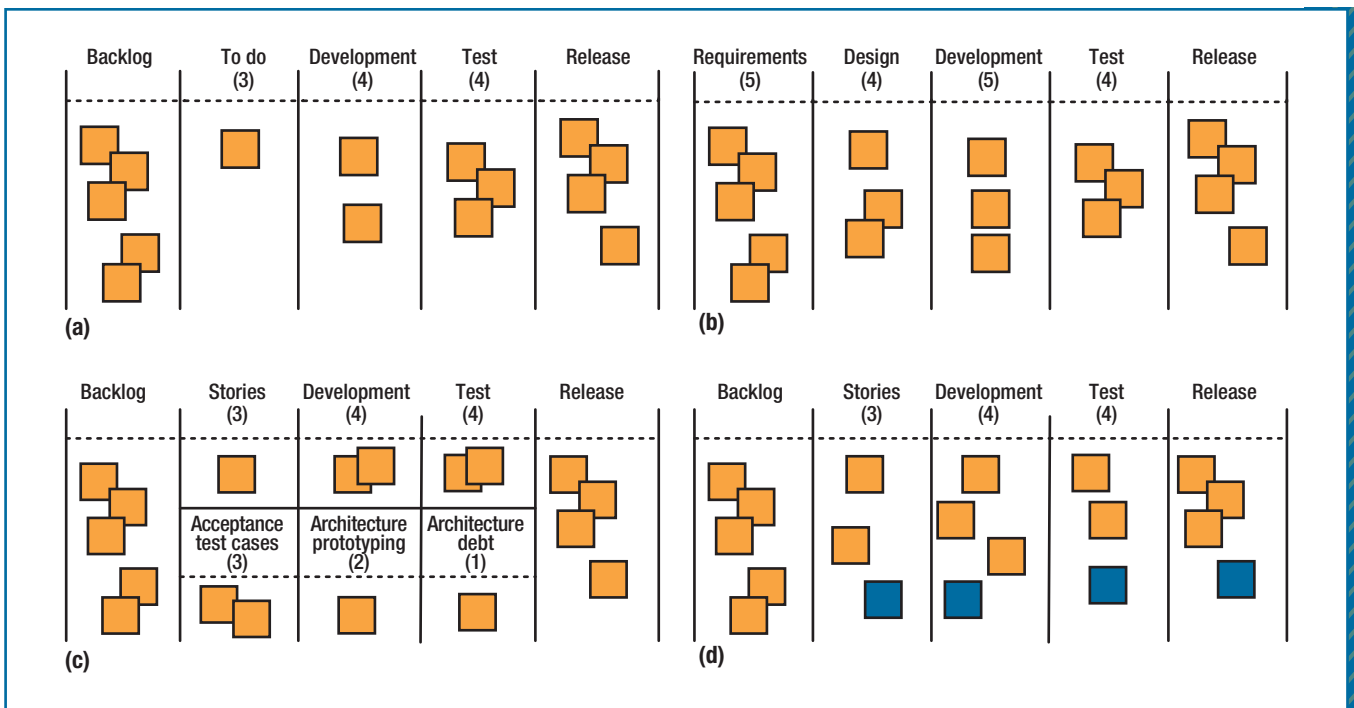 Backlog
To do
(3)
Development
(4)
Test
(4)
Release
(a)
Requirements
(5)
Design
(4)
Development
(5)
Test
(4)
Release
(b)
Backlog
Stories
(3)
Development
(4)
Test
(4)
Release
Acceptance
test cases
(3)
Architecture
prototyping
(2)
Architecture
debt
(1)
(c)
Backlog
Stories
(3)
Development
(4)
Test
(4)
Release
(d)